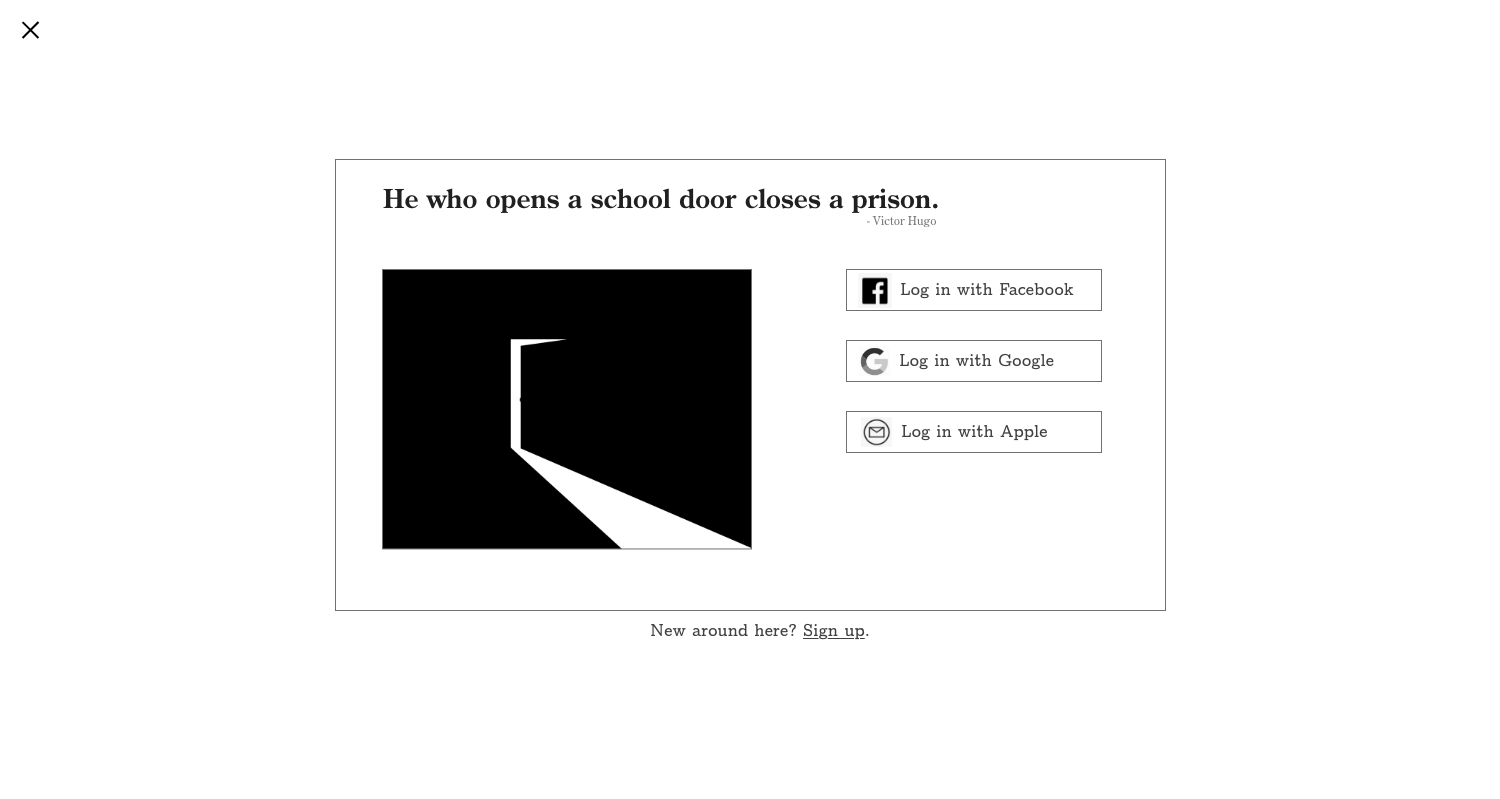 He who opens a school door closes a prison.
- Victor Hugo
Log in with Facebook
Log in with Google
Log in with Apple
New around here? Sign up.